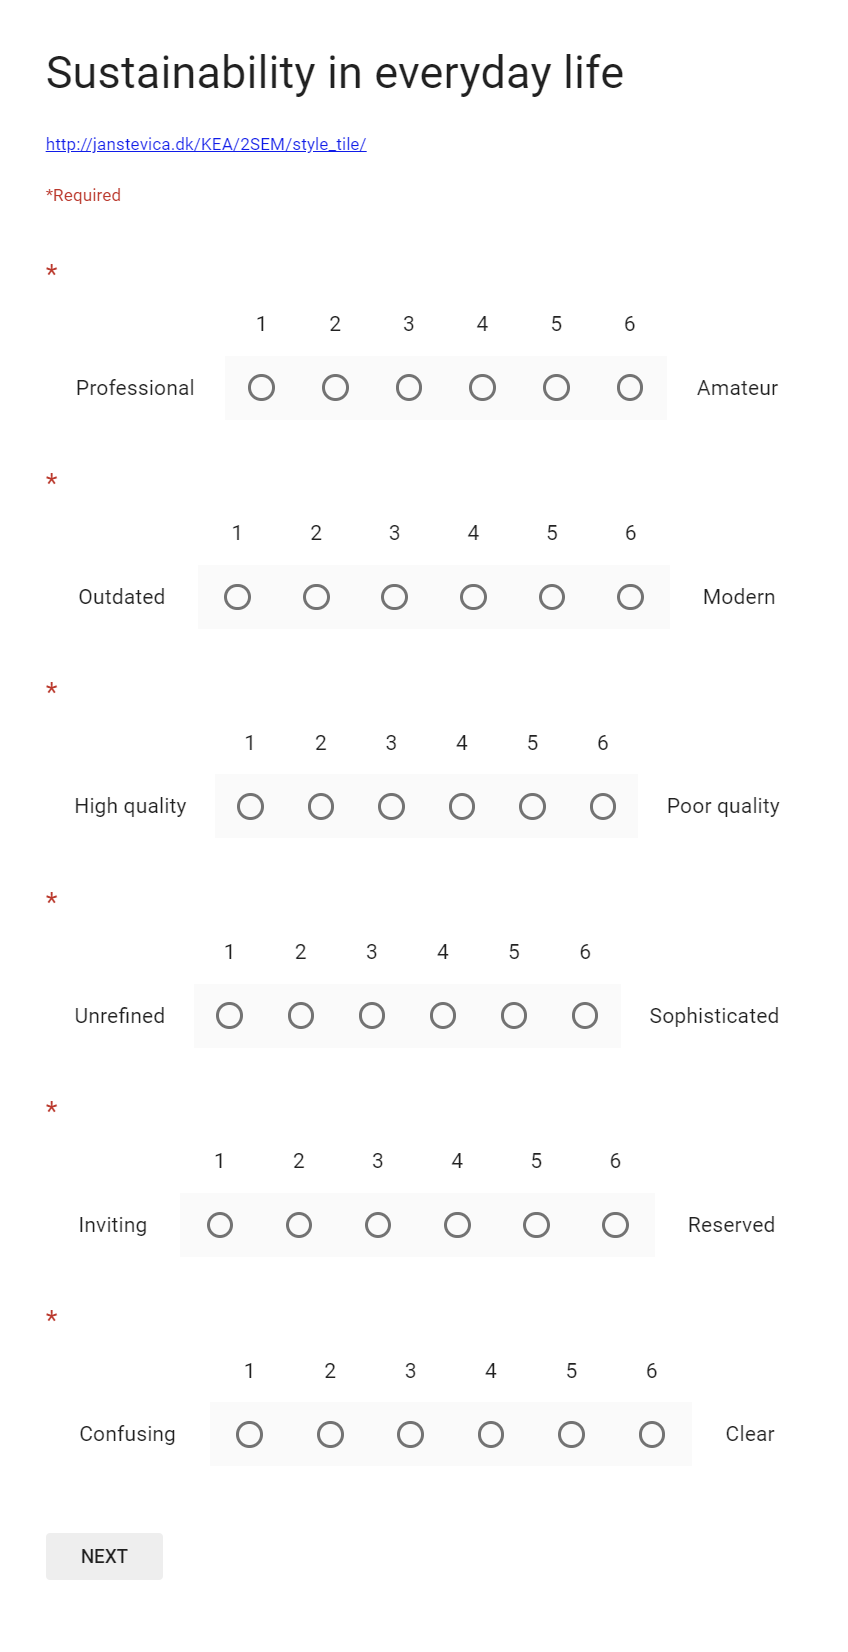 Sustainability in everyday life
http://janstevica.dk/KEA/2SEM/style_tile/
*Required
*
1 2 3 4 5 6
Professional Amateur
*
1 2 3 4 5 6
Outdated Modern
*
1 2 3 4 5 6
High quality Poor quality
*
1 2 3 4 5 6
Unrefined Sophisticated
*
1 2 3 4 5 6
Inviting Reserved
*
1 2 3 4 5 6
Confusing Clear
NEXT